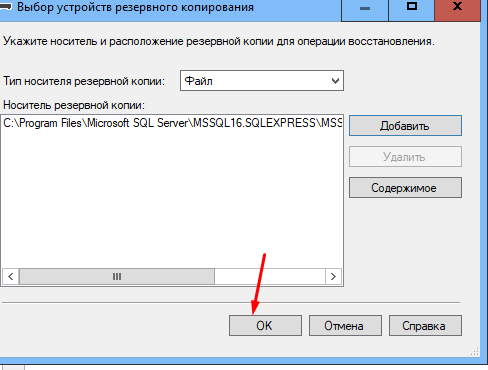 Выбор устройств резервного копирования
Укажите носитель и расположение резервной копии для операции восстановления.
Тип носителя резервной копии:
Файл
Носитель резервной копии:
C:\Program Files\Microsoft SQL Server\MSSQL16.SQLEXPRESS\MSS
Добавить
Удалить
Содержимое
ОК
Отмена
Справка